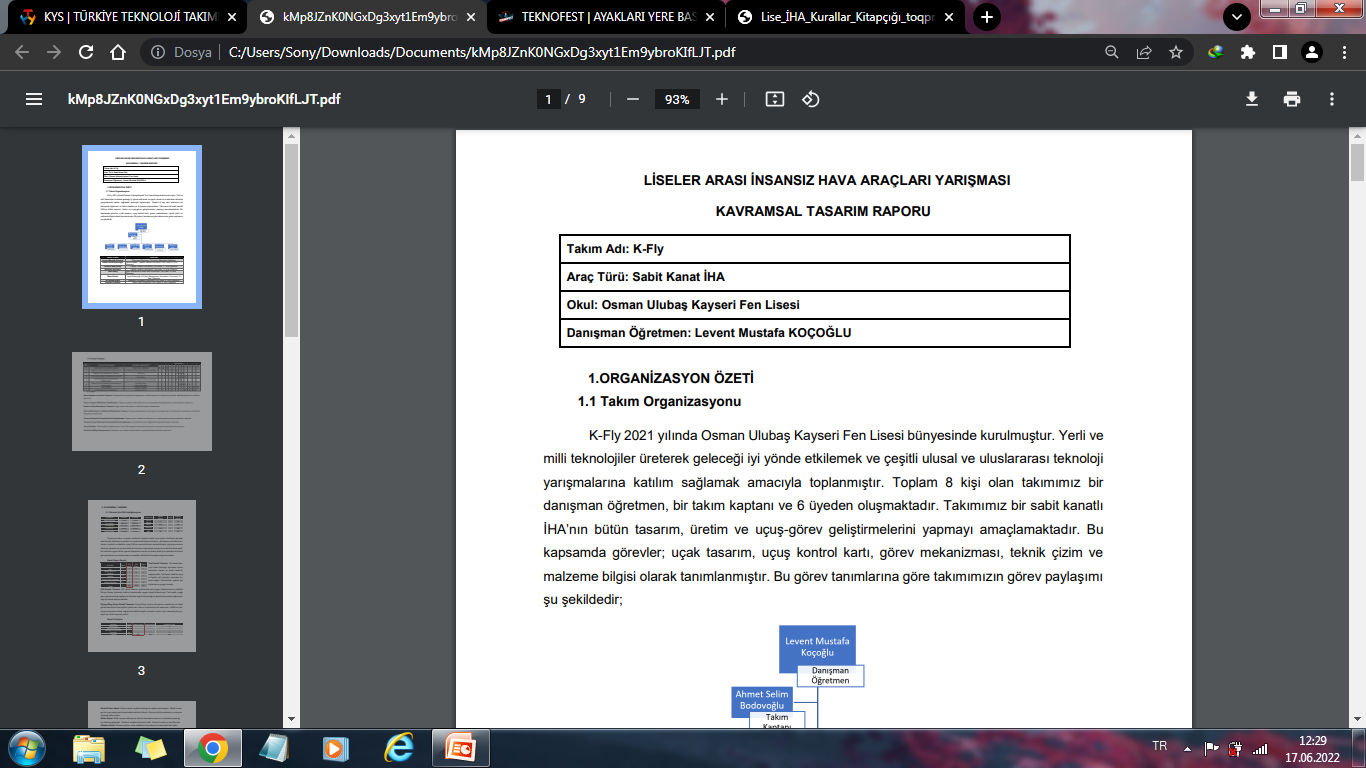 KYS | TÜRKİYE TEKNOLOJİ TAKIM
kMp8JZnK0NGxDg3xyt1Em9ybro
TEKNOFEST | AYAKLARI YERE BAS
Lise_İHA_Kurallar_Kitapçığı_toqpr
Dosya
C:/Users/Sony/Downloads/Documents/kMp8JZnK0NGxDg3xyt1Em9ybroKIfLJT.pdf
kMp8JZnK0NGxDg3xyt1Em9ybroKIfLJT.pdf
1 / 9
93%
1
2
3
LİSELER ARASI İNSANSIZ HAVA ARAÇLARI YARIŞMASI
KAVRAMSAL TASARIM RAPORU
Takım Adı: K-Fly
Araç Türü: Sabit Kanat İHA
Okul: Osman Ulubaş Kayseri Fen Lisesi
Danışman Öğretmen: Levent Mustafa KOÇOĞLU
1.ORGANİZASYON ÖZETİ
1.1 Takım Organizasyonu
K-Fly 2021 yılında Osman Ulubaş Kayseri Fen Lisesi bünyesinde kurulmuştur. Yerli ve
milli teknolojiler üreterek geleceği iyi yönde etkilemek ve çeşitli ulusal ve uluslararası teknoloji
yarışmalarına katılım sağlamak amacıyla toplanmıştır. Toplam 8 kişi olan takımımız bir
danışman öğretmen, bir takım kaptanı ve 6 üyeden oluşmaktadır. Takımımız bir sabit kanatlı
İHA'nın bütün tasarım, üretim ve uçuş-görev geliştirmelerini yapmayı amaçlamaktadır. Bu
kapsamda görevler; uçak tasarım, uçuş kontrol kartı, görev mekanizması, teknik çizim ve
malzeme bilgisi olarak tanımlanmıştır. Bu görev tanımlarına göre takımımızın görev paylaşımı
şu şekildedir;
Levent Mustafa
Koçoğlu
Danışman
Öğretmen
Ahmet Selim
Bodovoğlu
Takım
Kaptanı
TR
12:29
17.06.2022